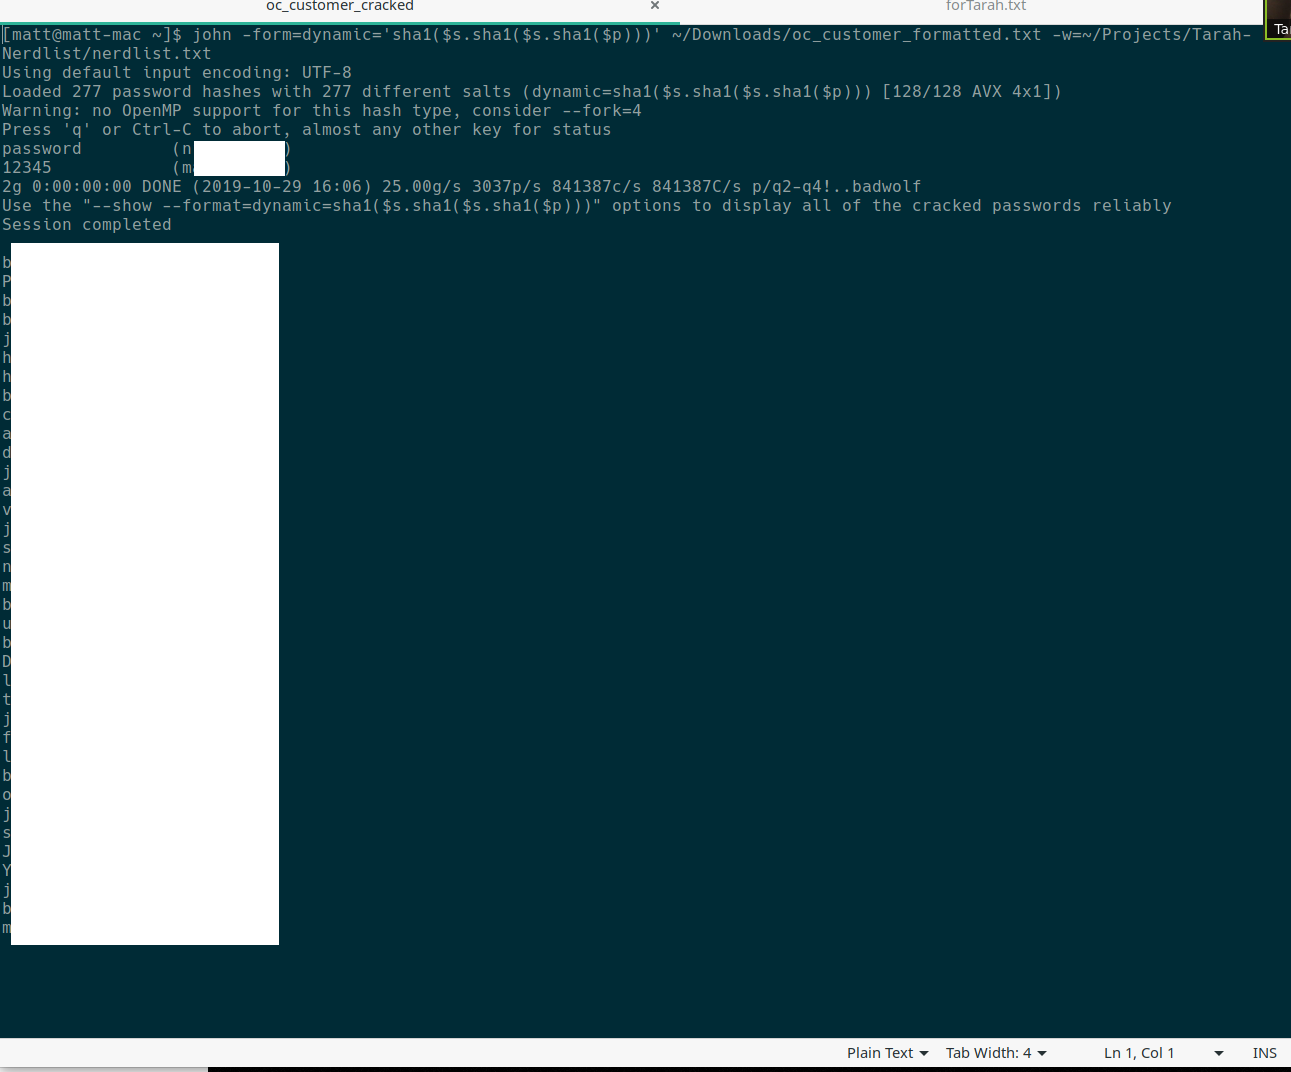 oc_customer_cracked × forTarah.txt
Ta
[matt@matt-mac ~]$ john -form=dynamic='sha1($s.sha1($s.sha1($p)))' ~/Downloads/oc_customer_formatted.txt -w=~/Projects/Tarah-
Nerdlist/nerdlist.txt
Using default input encoding: UTF-8
Loaded 277 password hashes with 277 different salts (dynamic=sha1($s.sha1($s.sha1($p))) [128/128 AVX 4x1])
Warning: no OpenMP support for this hash type, consider --fork=4
Press 'q' or Ctrl-C to abort, almost any other key for status
password (n )
12345 (m )
2g 0:00:00:00 DONE (2019-10-29 16:06) 25.00g/s 3037p/s 841387c/s 841387C/s p/q2-q4!..badwolf
Use the "--show --format=dynamic=sha1($s.sha1($s.sha1($p)))" options to display all of the cracked passwords reliably
Session completed
b
P
b
b
j
h
h
b
c
a
d
j
a
v
j
s
n
m
b
u
b
D
l
t
j
f
l
b
o
j
s
J
Y
j
b
m
Plain Text Tab Width: 4 Ln 1, Col 1 INS